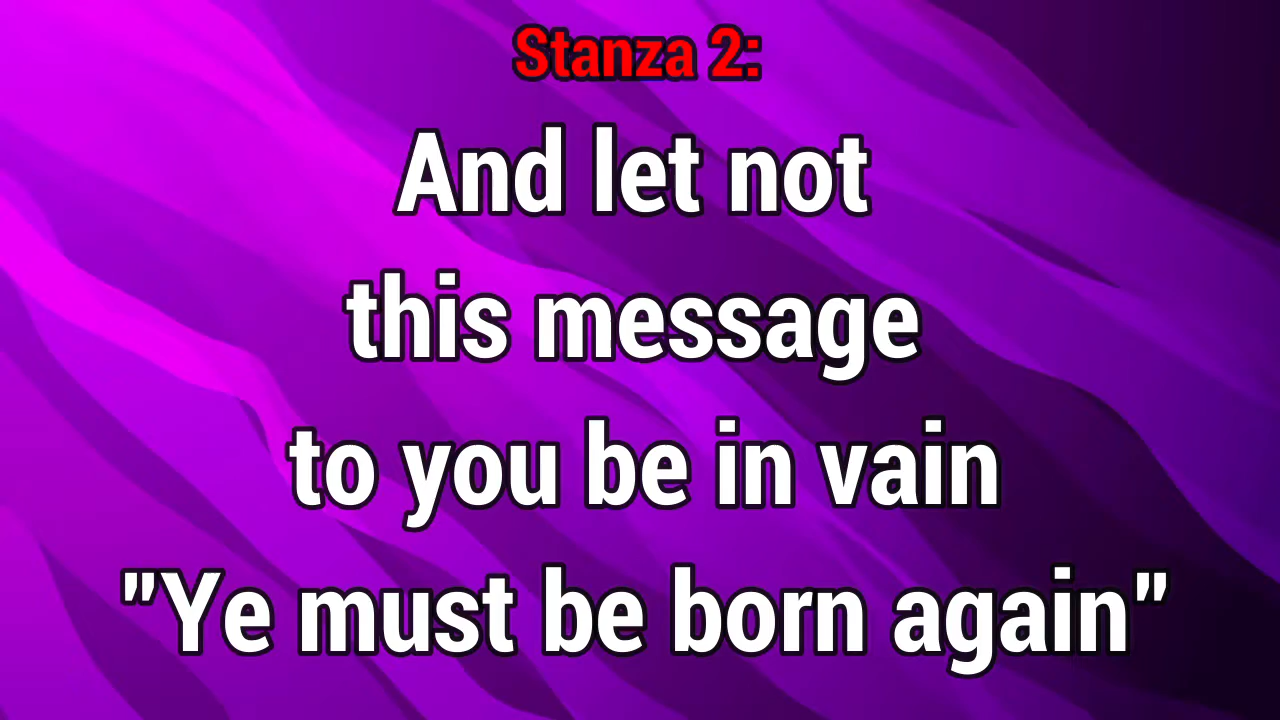 Stanza 2:
And let not
this message
to you be in vain
"Ye must be born again"